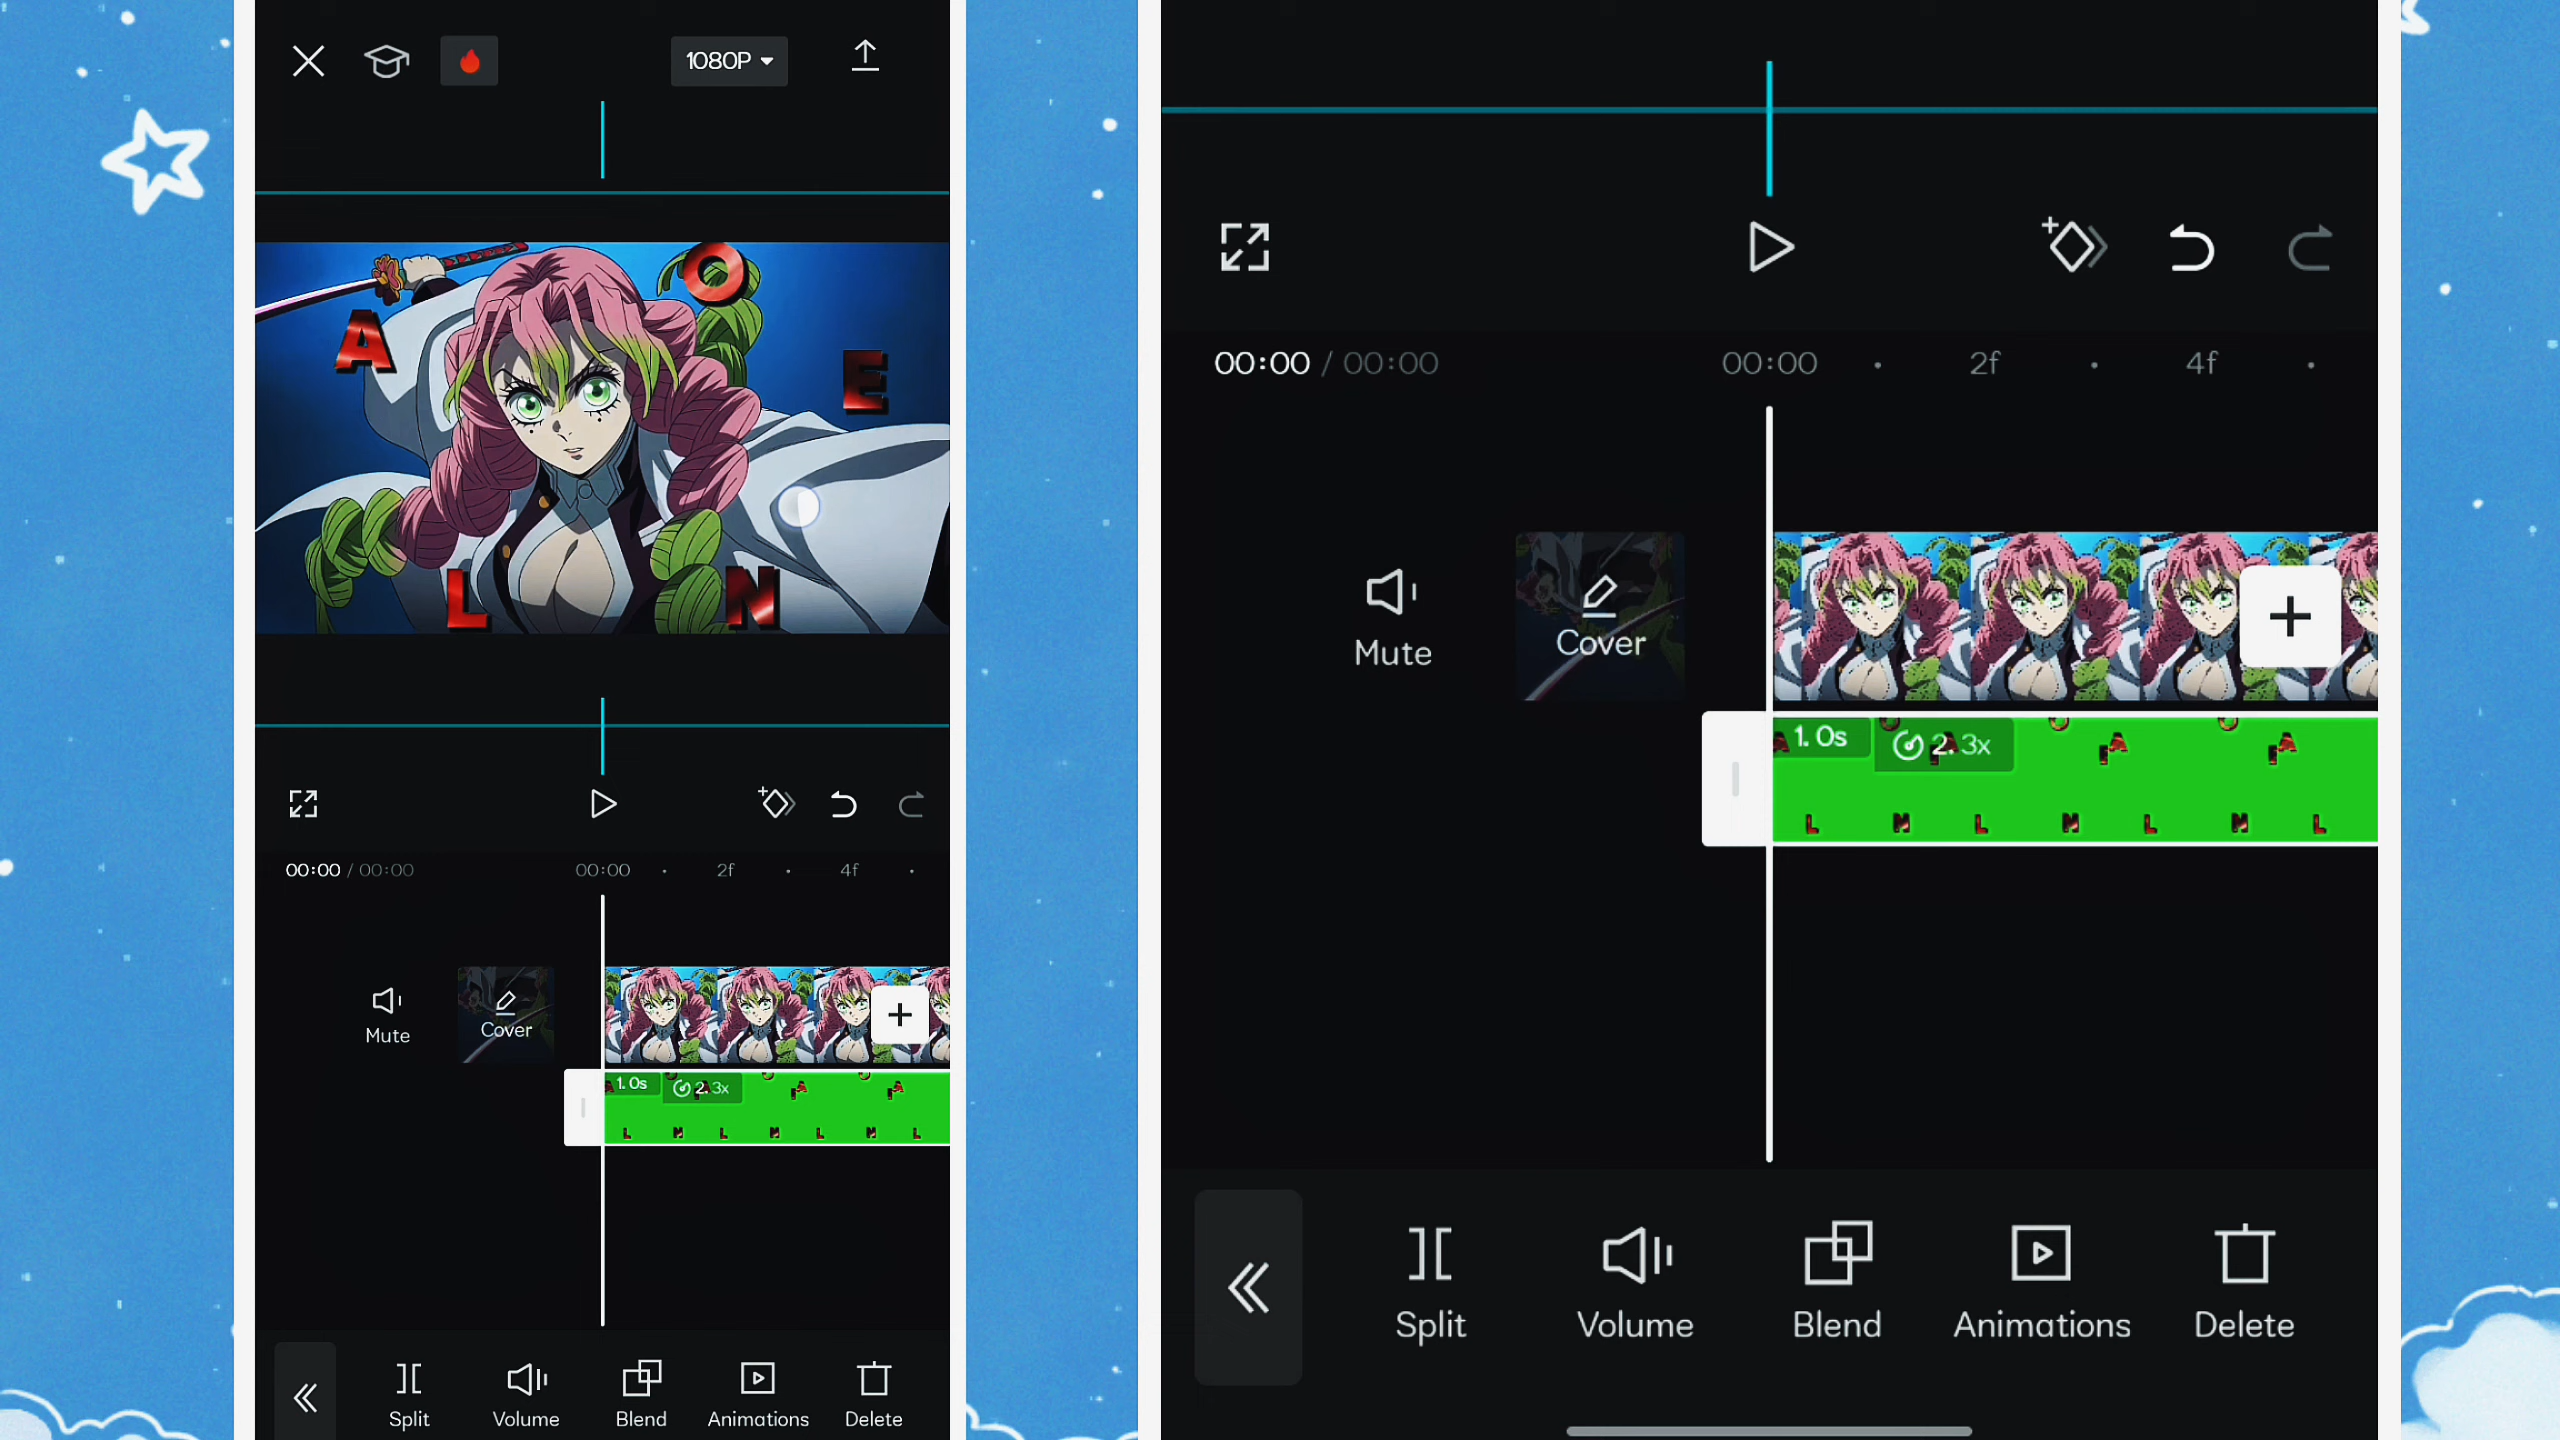 1080P
A
O
E
L
N
00:00 / 00:00
00:00
2f
4f
Mute
Cover
1.0s
2.3x
A
A
L
N
L
N
L
N
L
Split
Volume
Blend
Animations
Delete
00:00 / 00:00
00:00
2f
4f
Mute
Cover
1.0s
2.3x
A
A
L
N
L
N
L
N
L
Split
Volume
Blend
Animations
Delete